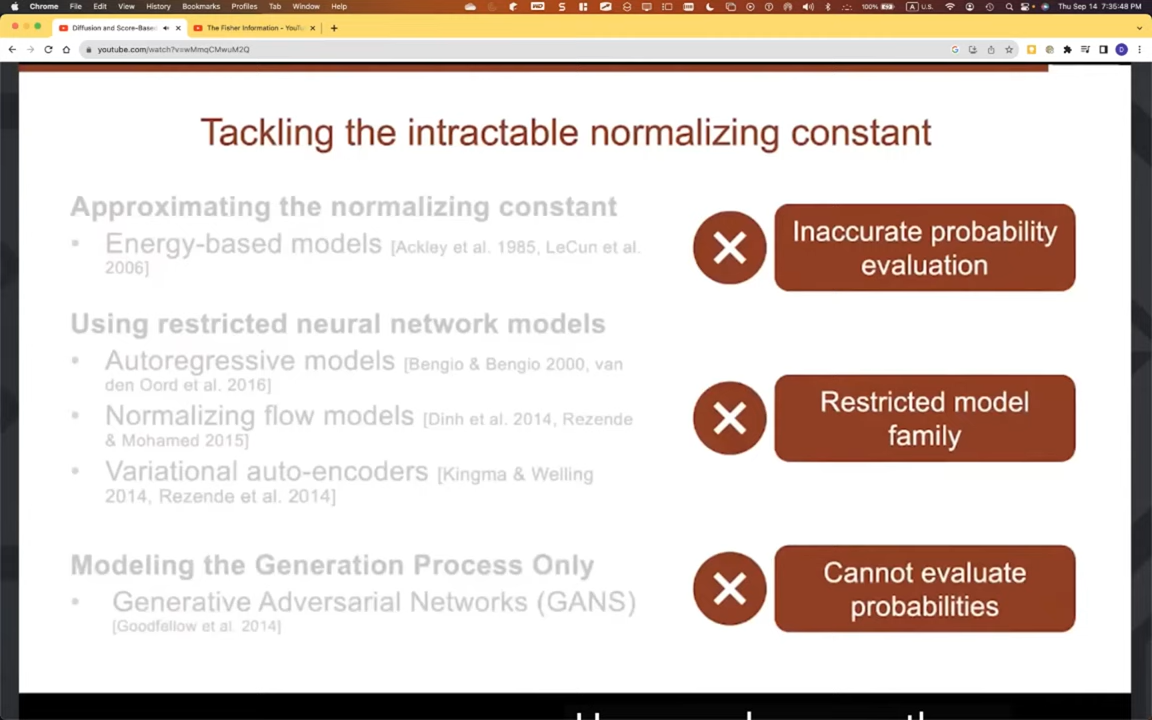 Chrome File Edit View History Bookmarks Profiles Tab Window Help 100% U.S. Thu Sep 14 7:35:48 PM
Diffusion and Score-Based
The Fisher Information - YouTu
youtube.com/watch?v=wMmqCMwuM2Q
Tackling the intractable normalizing constant
Approximating the normalizing constant
• Energy-based models [Ackley et al. 1985, LeCun et al.
2006]
Inaccurate probability
evaluation
Using restricted neural network models
• Autoregressive models [Bengio & Bengio 2000, van
den Oord et al. 2016]
• Normalizing flow models [Dinh et al. 2014, Rezende
& Mohamed 2015]
• Variational auto-encoders [Kingma & Welling
2014, Rezende et al. 2014]
Restricted model
family
Modeling the Generation Process Only
• Generative Adversarial Networks (GANS)
[Goodfellow et al. 2014]
Cannot evaluate
probabilities